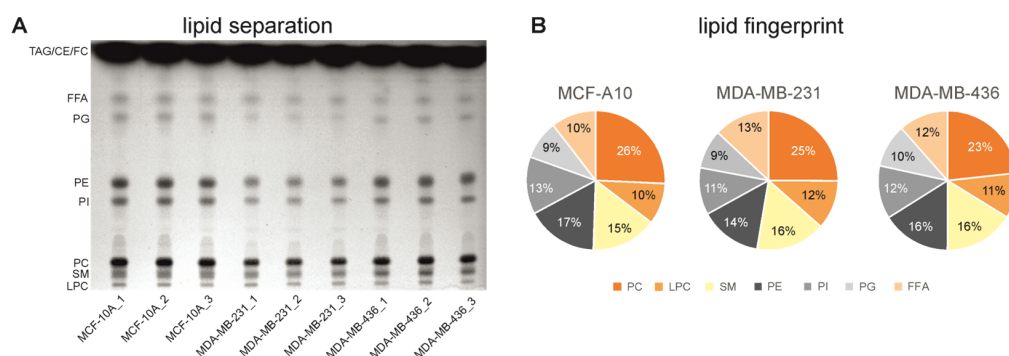 A
lipid separation
TAG/CE/FC
FFA
PG
PE
PI
PC
SM
LPC
MCF-10A_1
MCF-10A_2
MCF-10A_3
MDA-MB-231_1
MDA-MB-231_2
MDA-MB-231_3
MDA-MB-436_1
MDA-MB-436_2
MDA-MB-436_3
B
lipid fingerprint
MCF-A10
26%
10%
15%
17%
13%
9%
10%
MDA-MB-231
25%
12%
16%
14%
11%
9%
13%
MDA-MB-436
23%
11%
16%
16%
12%
10%
12%
PC LPC SM PE PI PG FFA